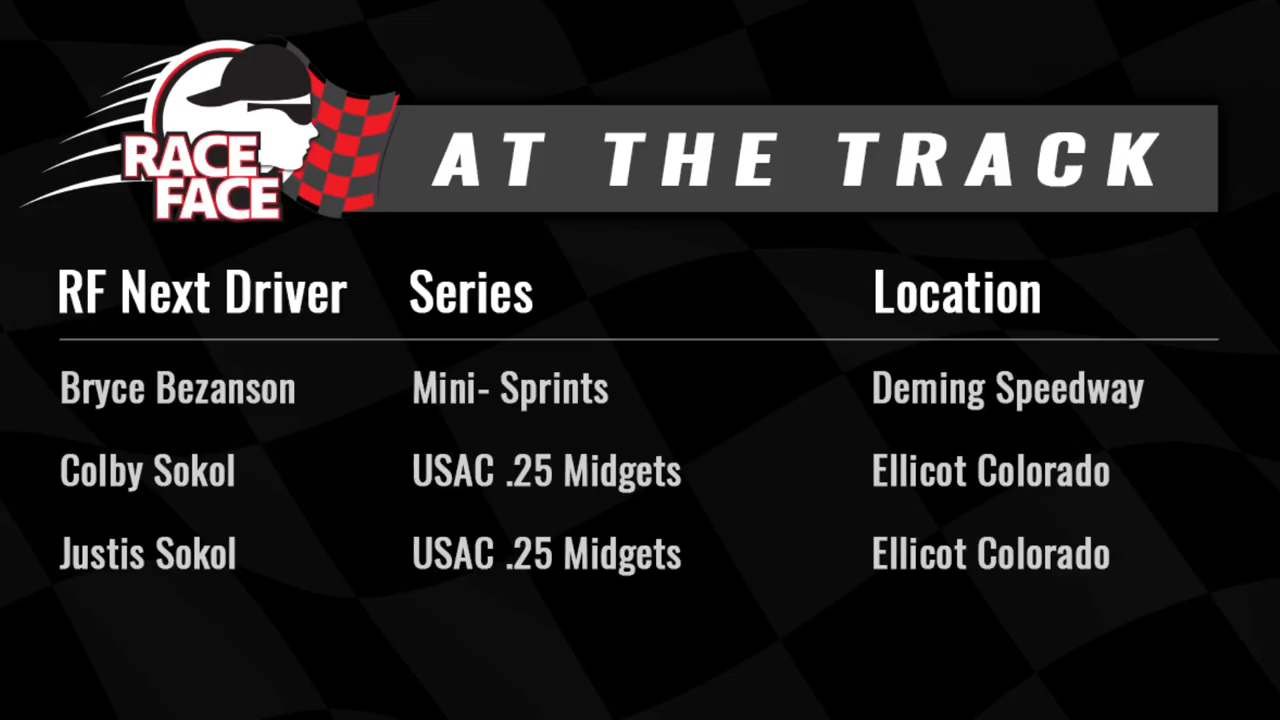 RACE
FACE
AT THE TRACK
RF Next Driver Series Location
Bryce Bezanson Mini- Sprints Deming Speedway
Colby Sokol USAC .25 Midgets Ellicot Colorado
Justis Sokol USAC .25 Midgets Ellicot Colorado